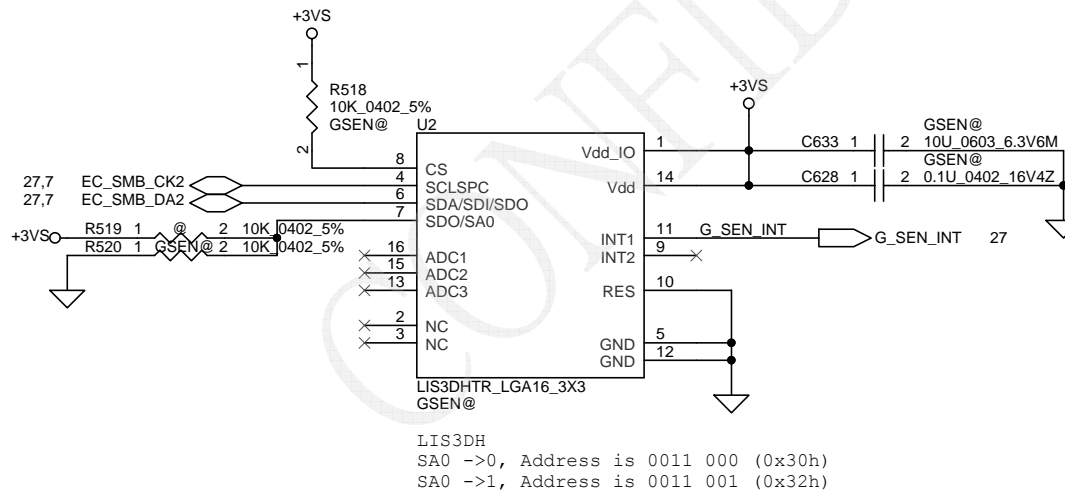 +3VS
1
R518
10K_0402_5%
GSEN@
2
U2
+3VS
8 CS
4 SCLSPC
6 SDA/SDI/SDO
7 SDO/SA0
27,7 EC_SMB_CK2
27,7 EC_SMB_DA2
+3VS R519 1 @ 2 10K_0402_5%
R520 1 GSEN@ 2 10K_0402_5%
16 ADC1
15 ADC2
13 ADC3
2 NC
3 NC
Vdd_IO 1
Vdd 14
INT1 11
INT2 9
RES 10
GND 5
GND 12
GSEN@
C633 1 2 10U_0603_6.3V6M
GSEN@
C628 1 2 0.1U_0402_16V4Z
G_SEN_INT G_SEN_INT 27
LIS3DHTR_LGA16_3X3
GSEN@
LIS3DH
SA0 ->0, Address is 0011 000 (0x30h)
SA0 ->1, Address is 0011 001 (0x32h)
CONFID